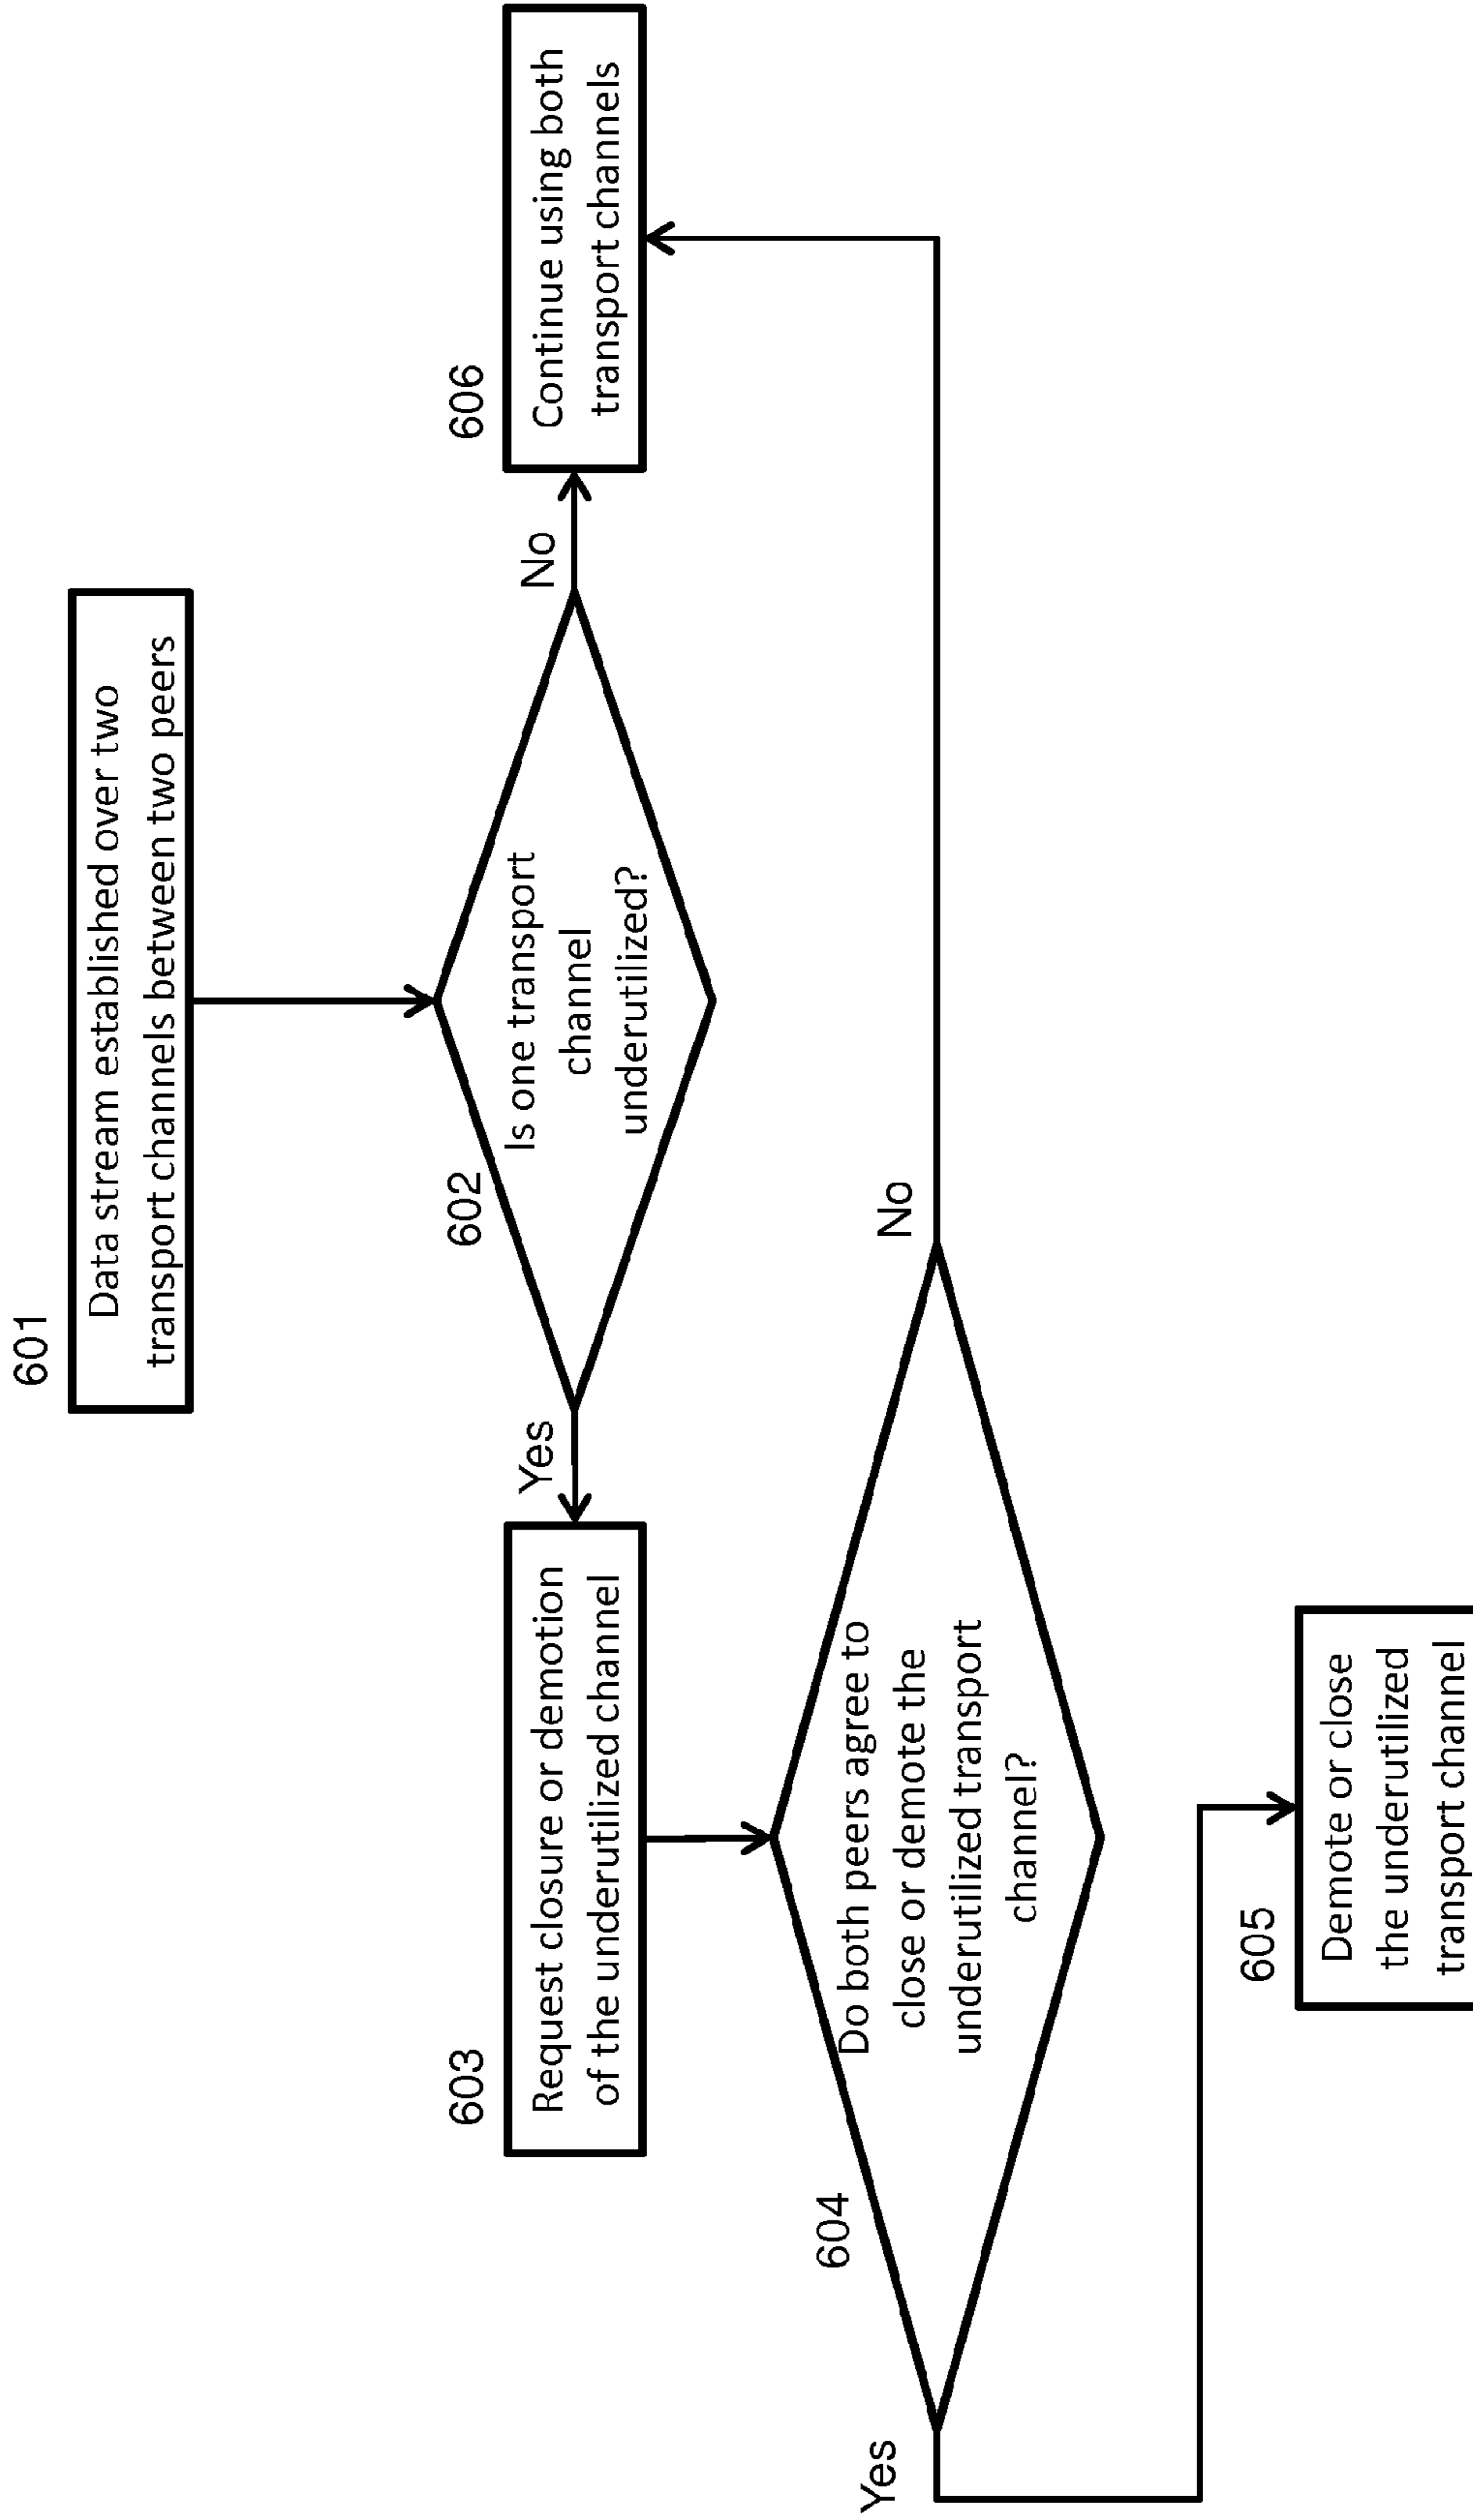 601
Data stream established over two
transport channels between two peers
602
Is one transport
channel
underutilized?
Yes
No
603
Request closure or demotion
of the underutilized channel
606
Continue using both
transport channels
604
Do both peers agree to
close or demote the
underutilized transport
channel?
Yes
No
605
Demote or close
the underutilized
transport channel